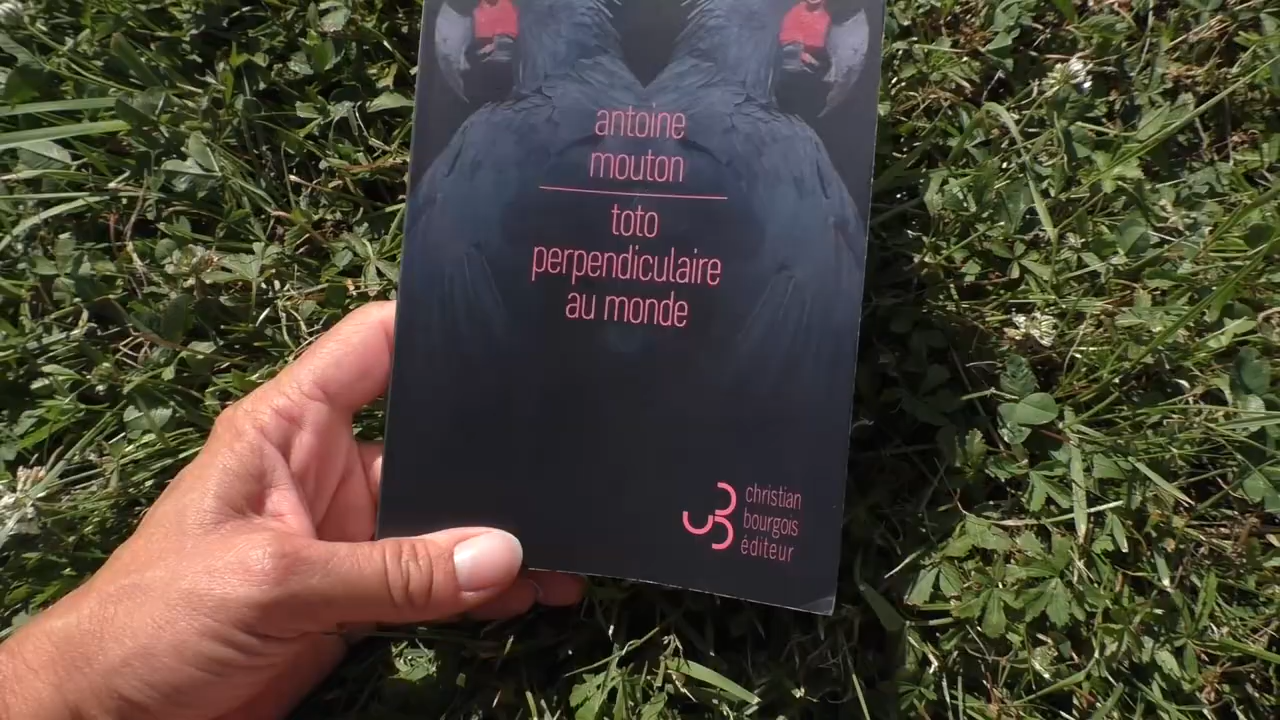 antoine
mouton
toto
perpendiculaire
au monde
christian
bourgois
éditeur